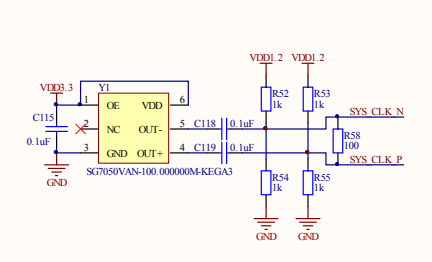 VDD1.2 VDD1.2
VDD3.3
Y1
1 OE VDD 6
R52
1k
R53
1k
C115
0.1uF
2 NC OUT- 5
C118 0.1uF
SYS_CLK_N
3 GND OUT+ 4
C119 0.1uF
R58
100
SYS_CLK_P
SG7050VAN-100.000000M-KEGA3
GND
R54
1k
R55
1k
GND GND